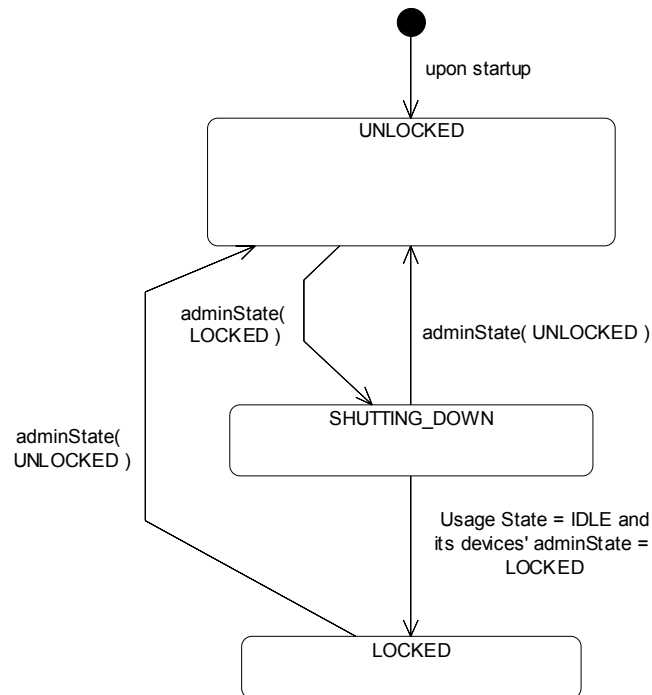 upon startup
UNLOCKED
adminState(
LOCKED )
adminState( UNLOCKED )
SHUTTING_DOWN
adminState(
UNLOCKED )
Usage State = IDLE and
its devices' adminState =
LOCKED
LOCKED